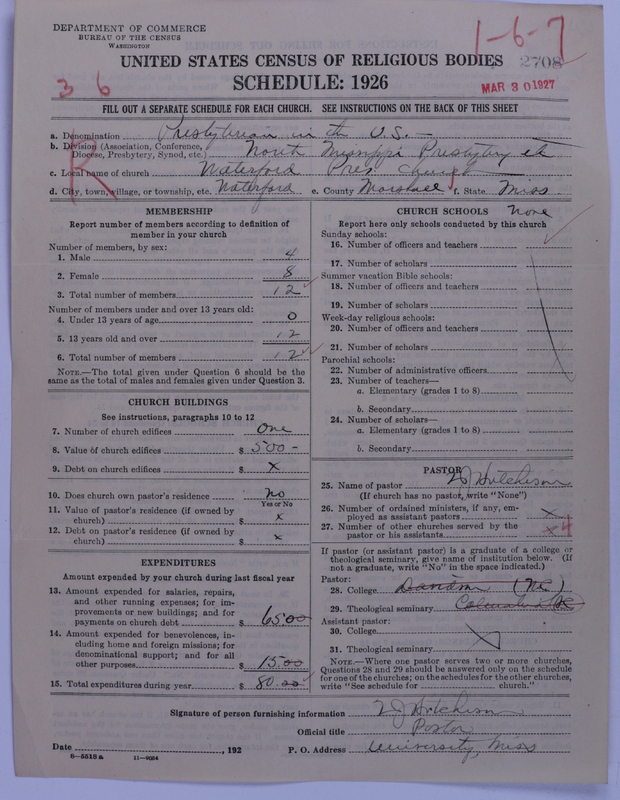 DEPARTMENT OF COMMERCE
BUREAU OF THE CENSUS
WASHINGTON
1-6-7
2708
UNITED STATES CENSUS OF RELIGIOUS BODIES
3 6
SCHEDULE: 1926
MAR 30 1927
FILL OUT A SEPARATE SCHEDULE FOR EACH CHURCH. SEE INSTRUCTIONS ON THE BACK OF THIS SHEET
R
a. Denomination Presbyterian in the U.S. —
b. Division (Association, Conference, Diocese, Presbytery, Synod, etc.) North Mississippi Presbytery
c. Local name of church Waterford Pres. Church
d. City, town, village, or township, etc. Waterford e. County Marshall f. State Miss
MEMBERSHIP
Report number of members according to definition of
member in your church
Number of members, by sex:
1. Male 4
2. Female 8
3. Total number of members 12
Number of members under and over 13 years old:
4. Under 13 years of age 0
5. 13 years old and over 12
6. Total number of members 12
NOTE.—The total given under Question 6 should be
the same as the total of males and females given under Question 3.
CHURCH BUILDINGS
See instructions, paragraphs 10 to 12
7. Number of church edifices one
8. Value of church edifices $ 500 -
9. Debt on church edifices $ x
10. Does church own pastor's residence no
Yes or No
11. Value of pastor's residence (if owned by
church) $ x
12. Debt on pastor's residence (if owned by
church) $ x
EXPENDITURES
Amount expended by your church during last fiscal year
13. Amount expended for salaries, repairs,
and other running expenses; for im-
provements or new buildings; and for
payments on church debt $ 65.00
14. Amount expended for benevolences, in-
cluding home and foreign missions; for
denominational support; and for all
other purposes $ 15.00
15. Total expenditures during year $ 80.00
CHURCH SCHOOLS None
Report here only schools conducted by this church
Sunday schools:
16. Number of officers and teachers
17. Number of scholars
Summer vacation Bible schools:
18. Number of officers and teachers
19. Number of scholars
Week-day religious schools:
20. Number of officers and teachers
21. Number of scholars
Parochial schools:
22. Number of administrative officers
23. Number of teachers—
a. Elementary (grades 1 to 8)
b. Secondary
24. Number of scholars—
a. Elementary (grades 1 to 8)
b. Secondary
PASTOR
25. Name of pastor Hutchison
(If church has no pastor, write "None")
26. Number of ordained ministers, if any, em-
ployed as assistant pastors x
27. Number of other churches served by the
pastor or his assistants x 4
If pastor (or assistant pastor) is a graduate of a college or
theological seminary, give name of institution below. (If
not a graduate, write "No" in the space indicated.)
Pastor:
28. College (NC)
29. Theological seminary
Assistant pastor:
30. College
31. Theological seminary
NOTE.—Where one pastor serves two or more churches,
Questions 28 and 29 should be answered only on the schedule
for one of the churches; on the schedules for the other churches,
write "See schedule for ........ church."
Signature of person furnishing information Hutchison
Official title Pastor
Date , 192 P. O. Address University, Miss
8-5518a 11-9054